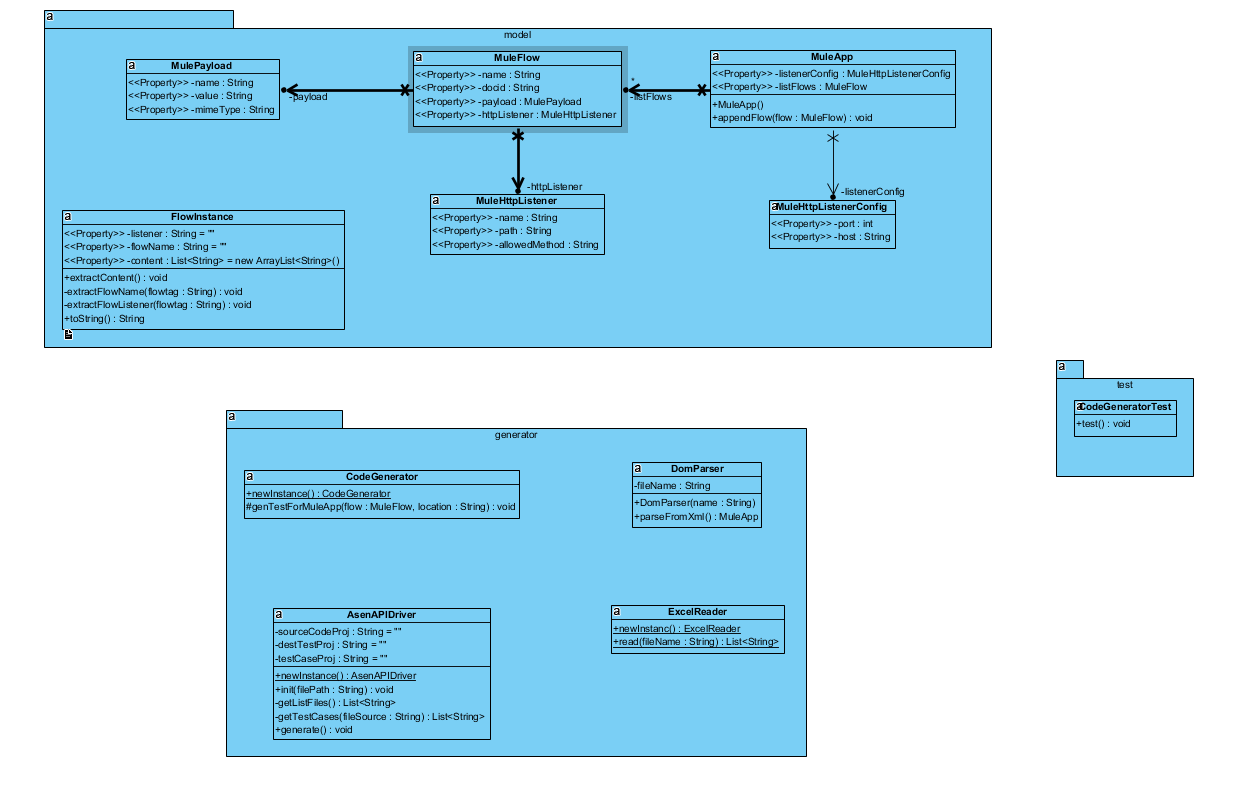 a
model
a
MulePayload
<<Property>> -name : String
<<Property>> -value : String
<<Property>> -mimeType : String
-payload
a
MuleFlow
<<Property>> -name : String
<<Property>> -docid : String
<<Property>> -payload : MulePayload
<<Property>> -httpListener : MuleHttpListener
*
-listFlows
a
MuleApp
<<Property>> -listenerConfig : MuleHttpListenerConfig
<<Property>> -listFlows : MuleFlow
+MuleApp()
+appendFlow(flow : MuleFlow) : void
-httpListener
a
MuleHttpListener
<<Property>> -name : String
<<Property>> -path : String
<<Property>> -allowedMethod : String
-listenerConfig
a
MuleHttpListenerConfig
<<Property>> -port : int
<<Property>> -host : String
a
FlowInstance
<<Property>> -listener : String = ""
<<Property>> -flowName : String = ""
<<Property>> -content : List<String> = new ArrayList<String>()
+extractContent() : void
-extractFlowName(flowtag : String) : void
-extractFlowListener(flowtag : String) : void
+toString() : String
a
test
a
CodeGeneratorTest
+test() : void
a
generator
a
CodeGenerator
+newInstance() : CodeGenerator
#genTestForMuleApp(flow : MuleFlow, location : String) : void
a
DomParser
-fileName : String
+DomParser(name : String)
+parseFromXml() : MuleApp
a
AsenAPIDriver
-sourceCodeProj : String = ""
-destTestProj : String = ""
-testCaseProj : String = ""
+newInstance() : AsenAPIDriver
+init(filePath : String) : void
-getListFiles() : List<String>
-getTestCases(fileSource : String) : List<String>
+generate() : void
a
ExcelReader
+newInstanc() : ExcelReader
+read(fileName : String) : List<String>